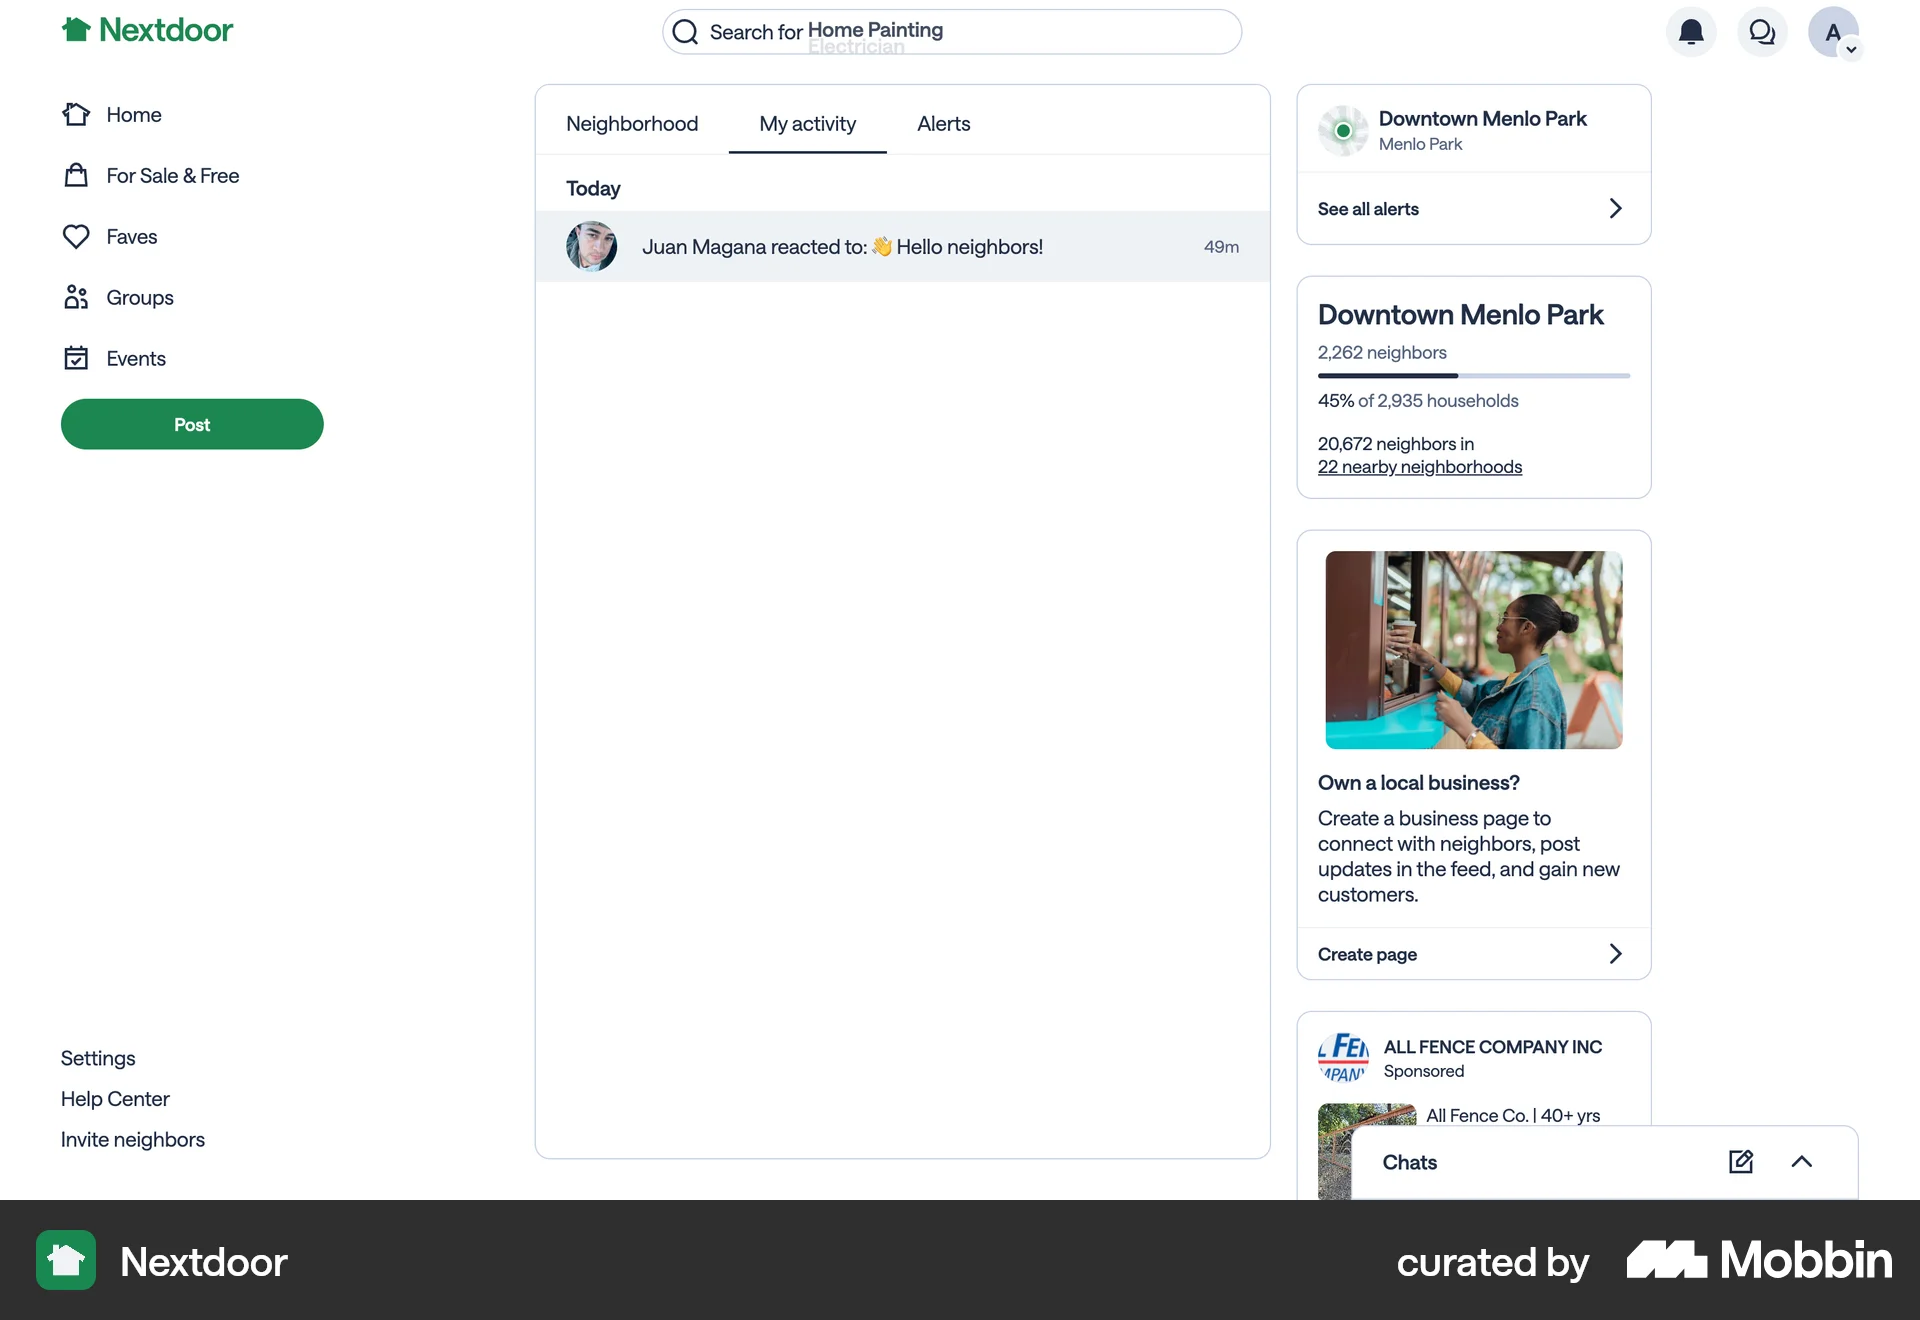 Nextdoor
Search for Home Painting
Electrician
A
Home
For Sale & Free
Faves
Groups
Events
Post
Settings
Help Center
Invite neighbors
Neighborhood
My activity
Alerts
Today
Juan Magana reacted to: 👋 Hello neighbors!
49m
Downtown Menlo Park
Menlo Park
See all alerts
Downtown Menlo Park
2,262 neighbors
45% of 2,935 households
20,672 neighbors in
22 nearby neighborhoods
Own a local business?
Create a business page to
connect with neighbors, post
updates in the feed, and gain new
customers.
Create page
L FEN
MPANY
ALL FENCE COMPANY INC
Sponsored
All Fence Co. | 40+ yrs
Chats
Nextdoor
curated by
Mobbin